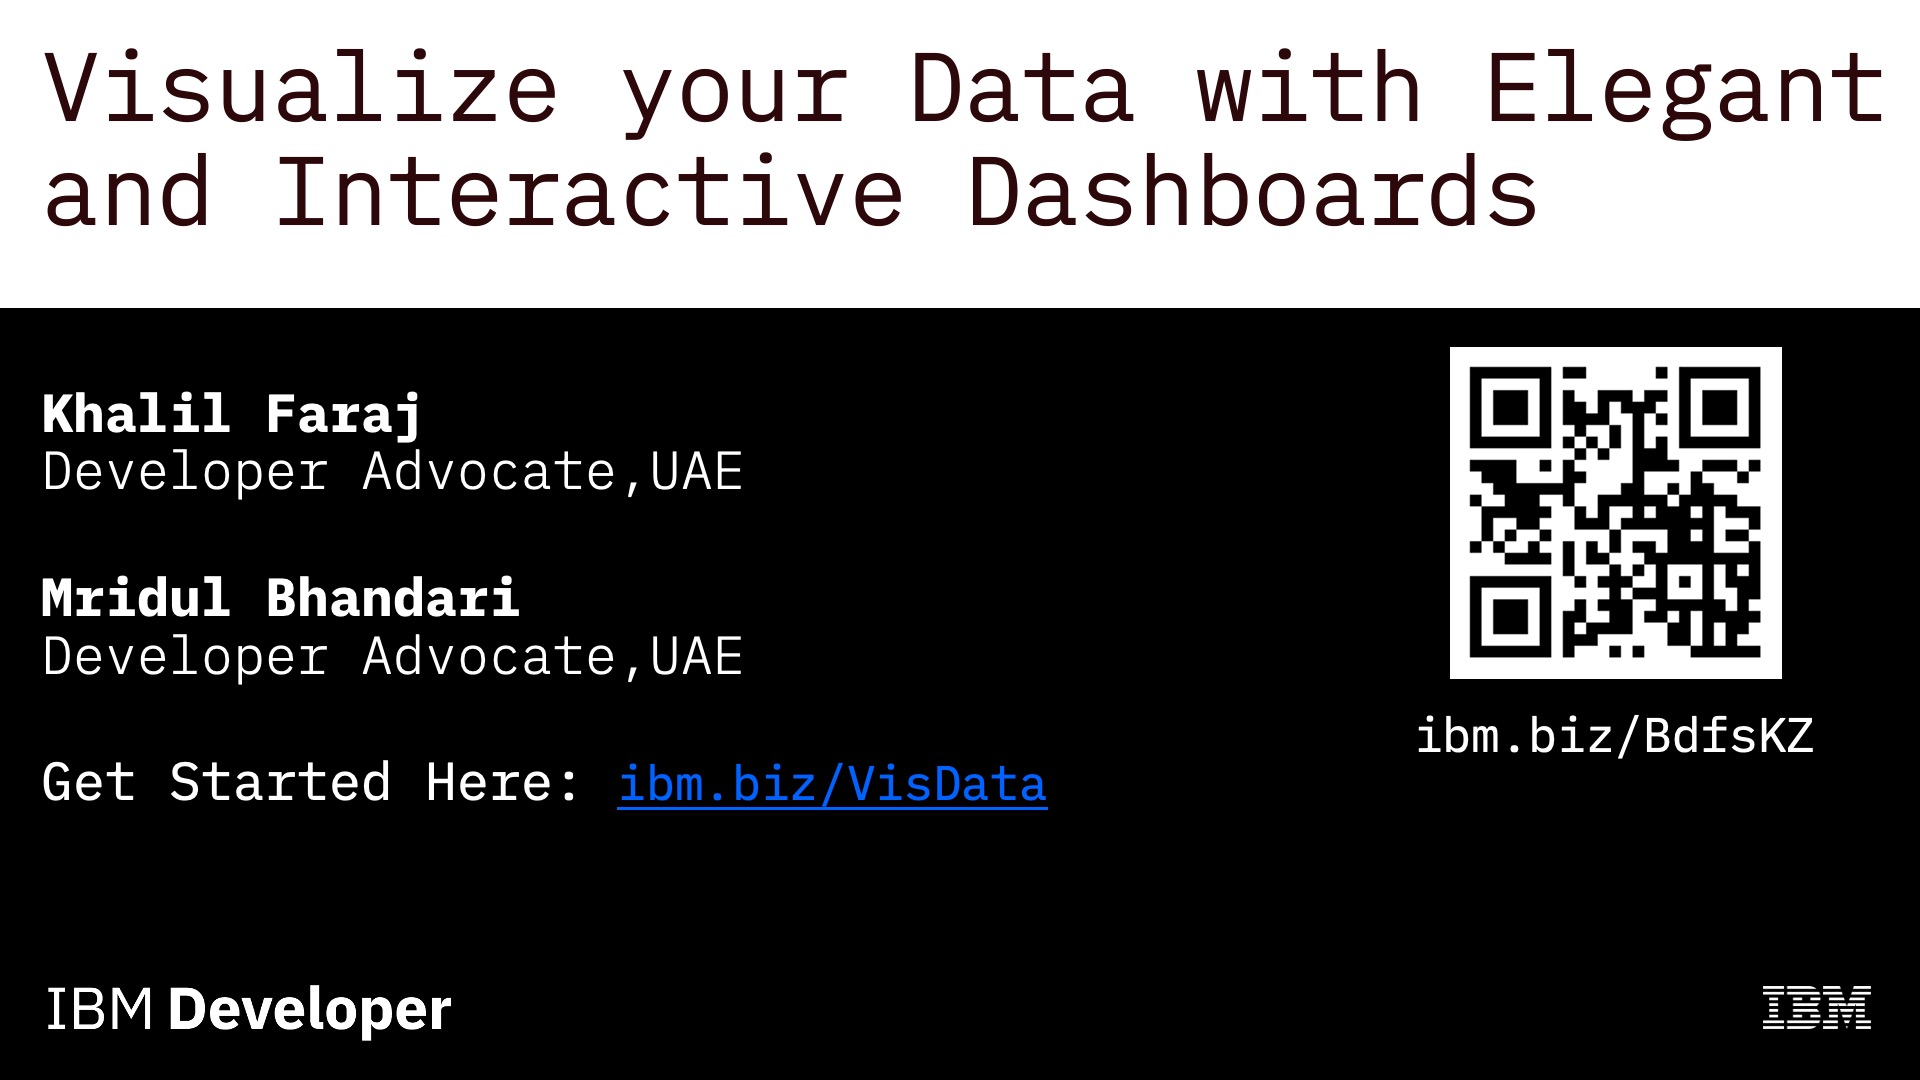 Visualize your Data with Elegant
and Interactive Dashboards
Khalil Faraj
Developer Advocate,UAE
Mridul Bhandari
Developer Advocate,UAE
Get Started Here: ibm.biz/VisData
ibm.biz/BdfsKZ
IBM Developer
IBM